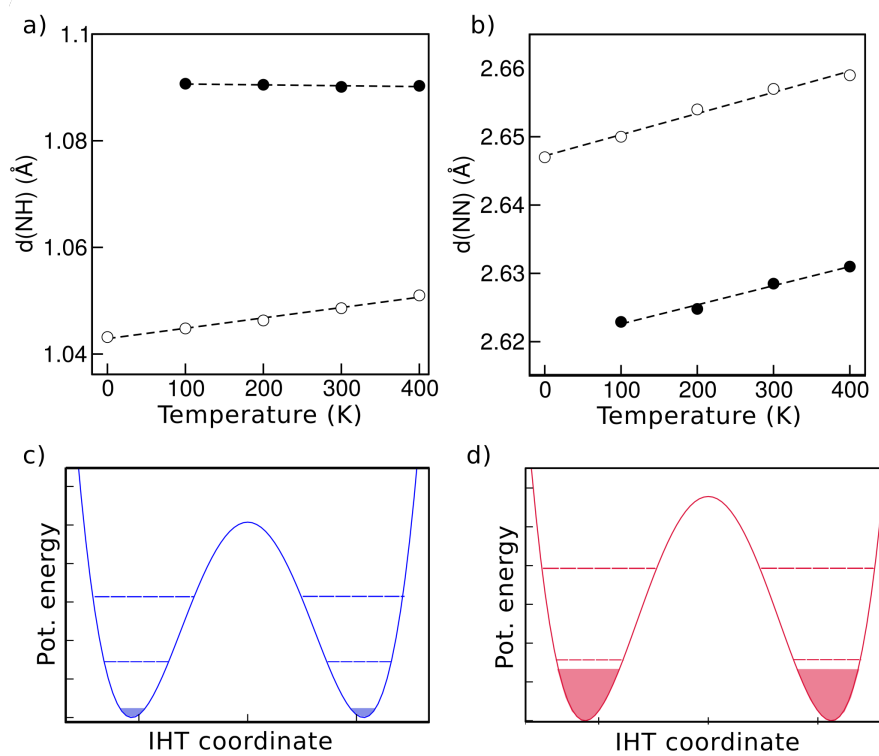 a)
1.1
1.08
1.06
1.04
d(NH) (Å)
0 100 200 300 400
Temperature (K)
b)
2.66
2.65
2.64
2.63
2.62
d(NN) (Å)
0 100 200 300 400
Temperature (K)
c)
Pot. energy
IHT coordinate
d)
Pot. energy
IHT coordinate